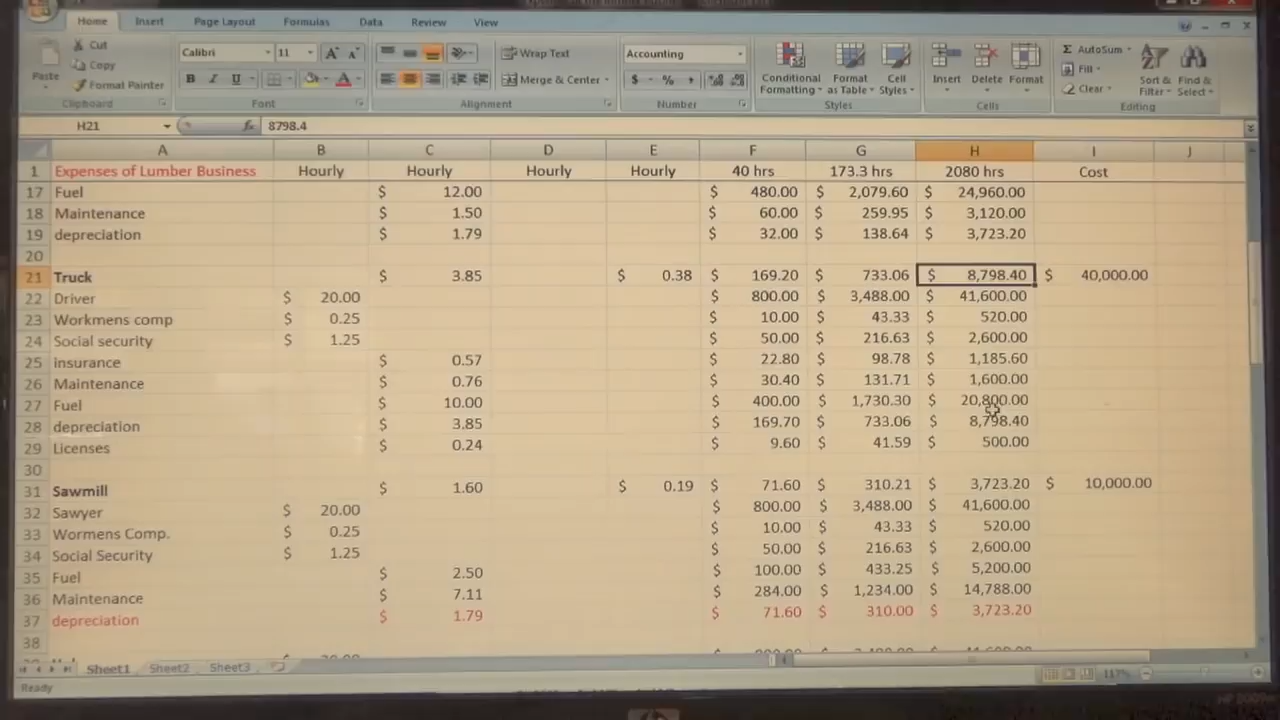 Home Insert Page Layout Formulas Data Review View
Cut Calibri 11 A A Wrap Text Accounting Σ AutoSum
Copy Fill
Paste Format Painter B I U A Merge & Center $ % , Conditional Formatting Format as Table Cell Styles Insert Delete Format Clear Sort & Filter Find & Select
Clipboard Font Alignment Number Styles Cells Editing
H21 fx 8798.4
A B C D E F G H I J
1 Expenses of Lumber Business Hourly Hourly Hourly Hourly 40 hrs 173.3 hrs 2080 hrs Cost
17 Fuel $ 12.00 $ 480.00 $ 2,079.60 $ 24,960.00
18 Maintenance $ 1.50 $ 60.00 $ 259.95 $ 3,120.00
19 depreciation $ 1.79 $ 32.00 $ 138.64 $ 3,723.20
20
21 Truck $ 3.85 $ 0.38 $ 169.20 $ 733.06 $ 8,798.40 $ 40,000.00
22 Driver $ 20.00 $ 800.00 $ 3,488.00 $ 41,600.00
23 Workmens comp $ 0.25 $ 10.00 $ 43.33 $ 520.00
24 Social security $ 1.25 $ 50.00 $ 216.63 $ 2,600.00
25 insurance $ 0.57 $ 22.80 $ 98.78 $ 1,185.60
26 Maintenance $ 0.76 $ 30.40 $ 131.71 $ 1,600.00
27 Fuel $ 10.00 $ 400.00 $ 1,730.30 $ 20,800.00
28 depreciation $ 3.85 $ 169.70 $ 733.06 $ 8,798.40
29 Licenses $ 0.24 $ 9.60 $ 41.59 $ 500.00
30
31 Sawmill $ 1.60 $ 0.19 $ 71.60 $ 310.21 $ 3,723.20 $ 10,000.00
32 Sawyer $ 20.00 $ 800.00 $ 3,488.00 $ 41,600.00
33 Wormens Comp. $ 0.25 $ 10.00 $ 43.33 $ 520.00
34 Social Security $ 1.25 $ 50.00 $ 216.63 $ 2,600.00
35 Fuel $ 2.50 $ 100.00 $ 433.25 $ 5,200.00
36 Maintenance $ 7.11 $ 284.00 $ 1,234.00 $ 14,788.00
37 depreciation $ 1.79 $ 71.60 $ 310.00 $ 3,723.20
38
Sheet1 Sheet2 Sheet3
Ready 117%